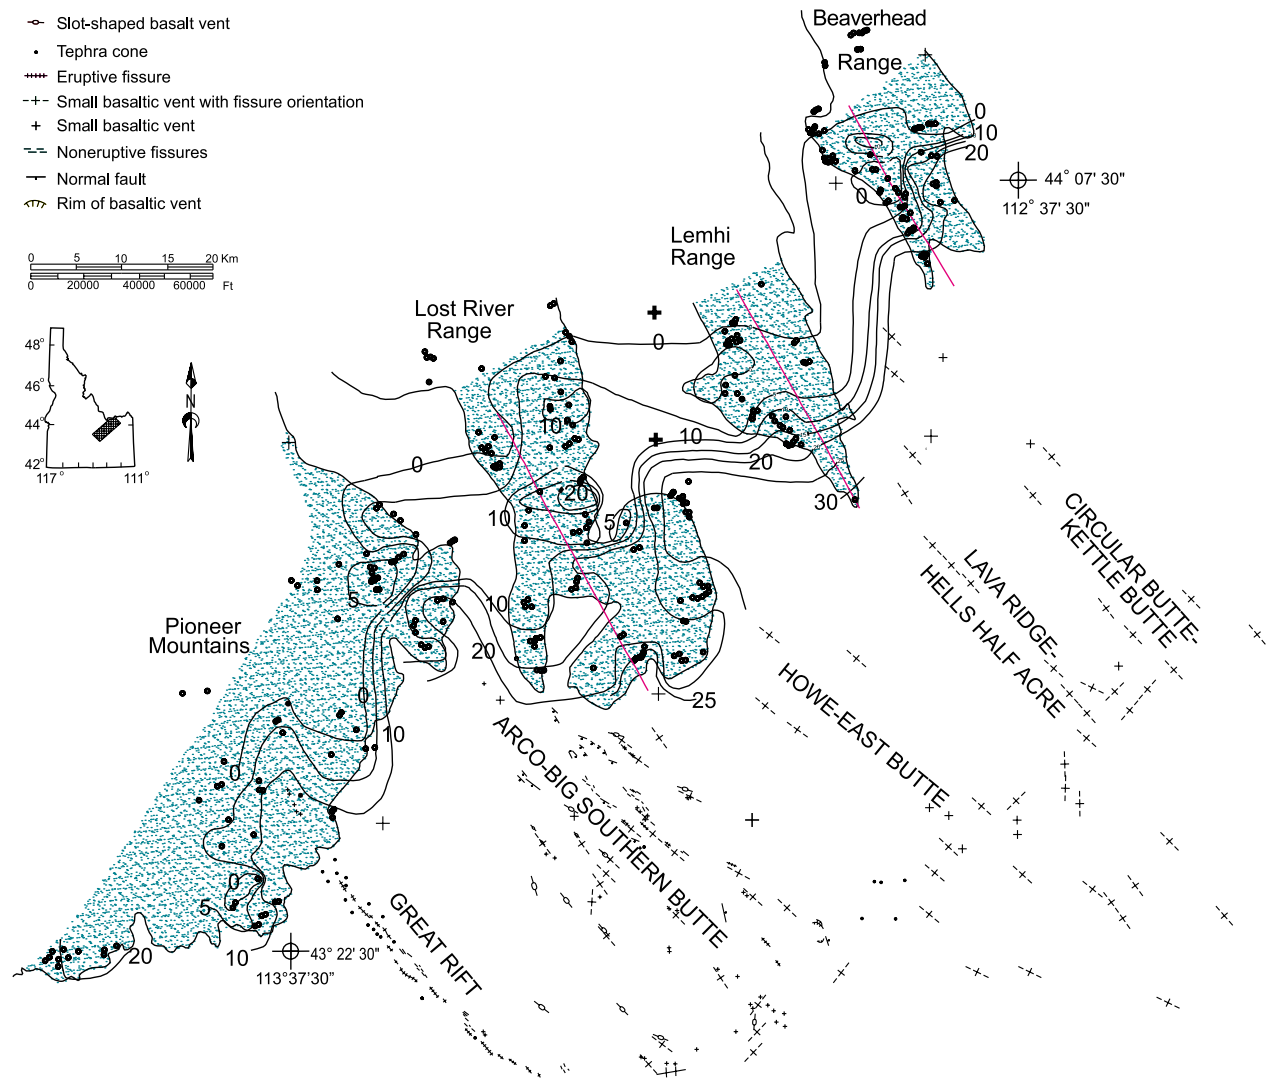 Slot-shaped basalt vent
Tephra cone
Eruptive fissure
Small basaltic vent with fissure orientation
Small basaltic vent
Noneruptive fissures
Normal fault
Rim of basaltic vent
0 5 10 15 20 Km
0 20000 40000 60000 Ft
48°
46°
44°
42°
117° 111°
N
Beaverhead
Range
0
10
20
44° 07' 30"
112° 37' 30"
0
Lemhi
Range
Lost River
Range
0
10
10
0
20
20
30
10
5
5
10
20
25
Pioneer
Mountains
0
10
0
0
5
10
20
43° 22' 30"
113°37'30"
CIRCULAR BUTTE-
KETTLE BUTTE
LAVA RIDGE-
HELLS HALF ACRE
HOWE-EAST BUTTE
ARCO-BIG SOUTHERN BUTTE
GREAT RIFT